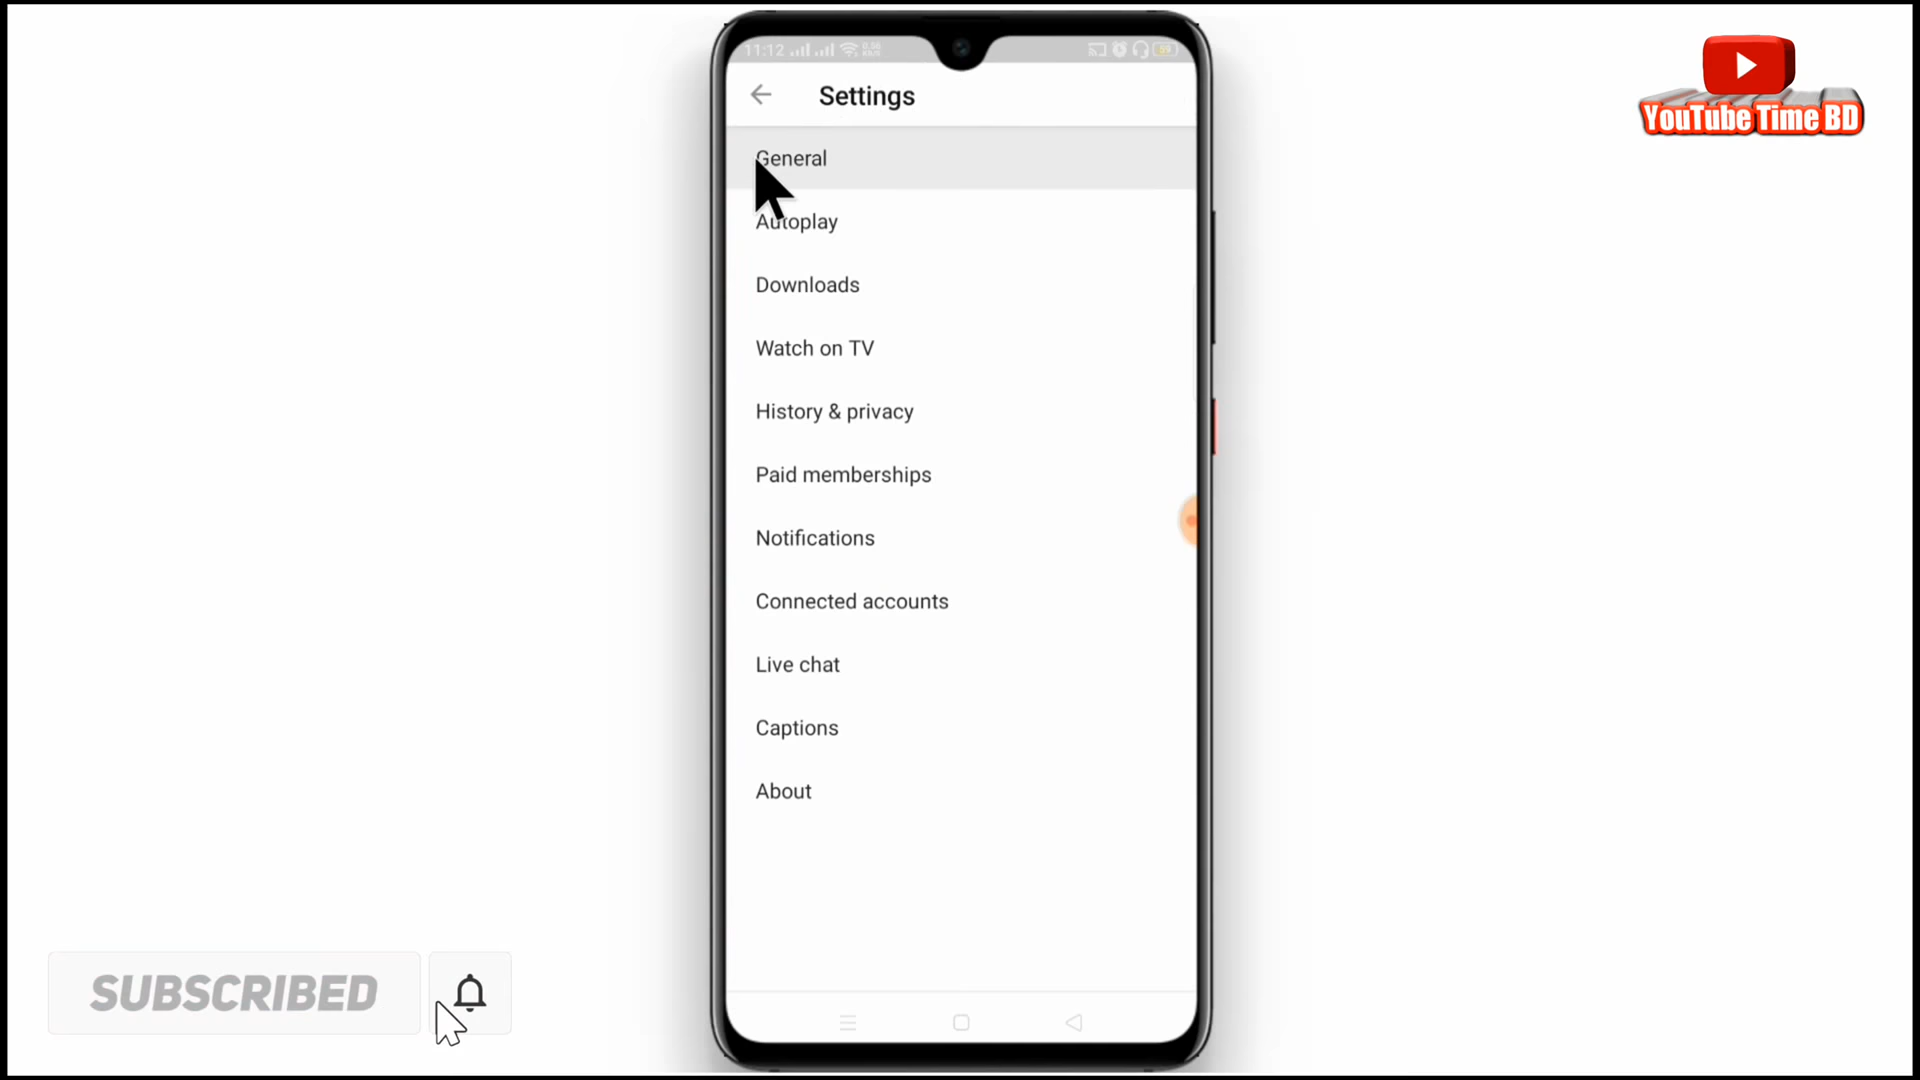 11:12
59
Settings
YouTube Time BD
General
Autoplay
Downloads
Watch on TV
History & privacy
Paid memberships
Notifications
Connected accounts
Live chat
Captions
About
SUBSCRIBED